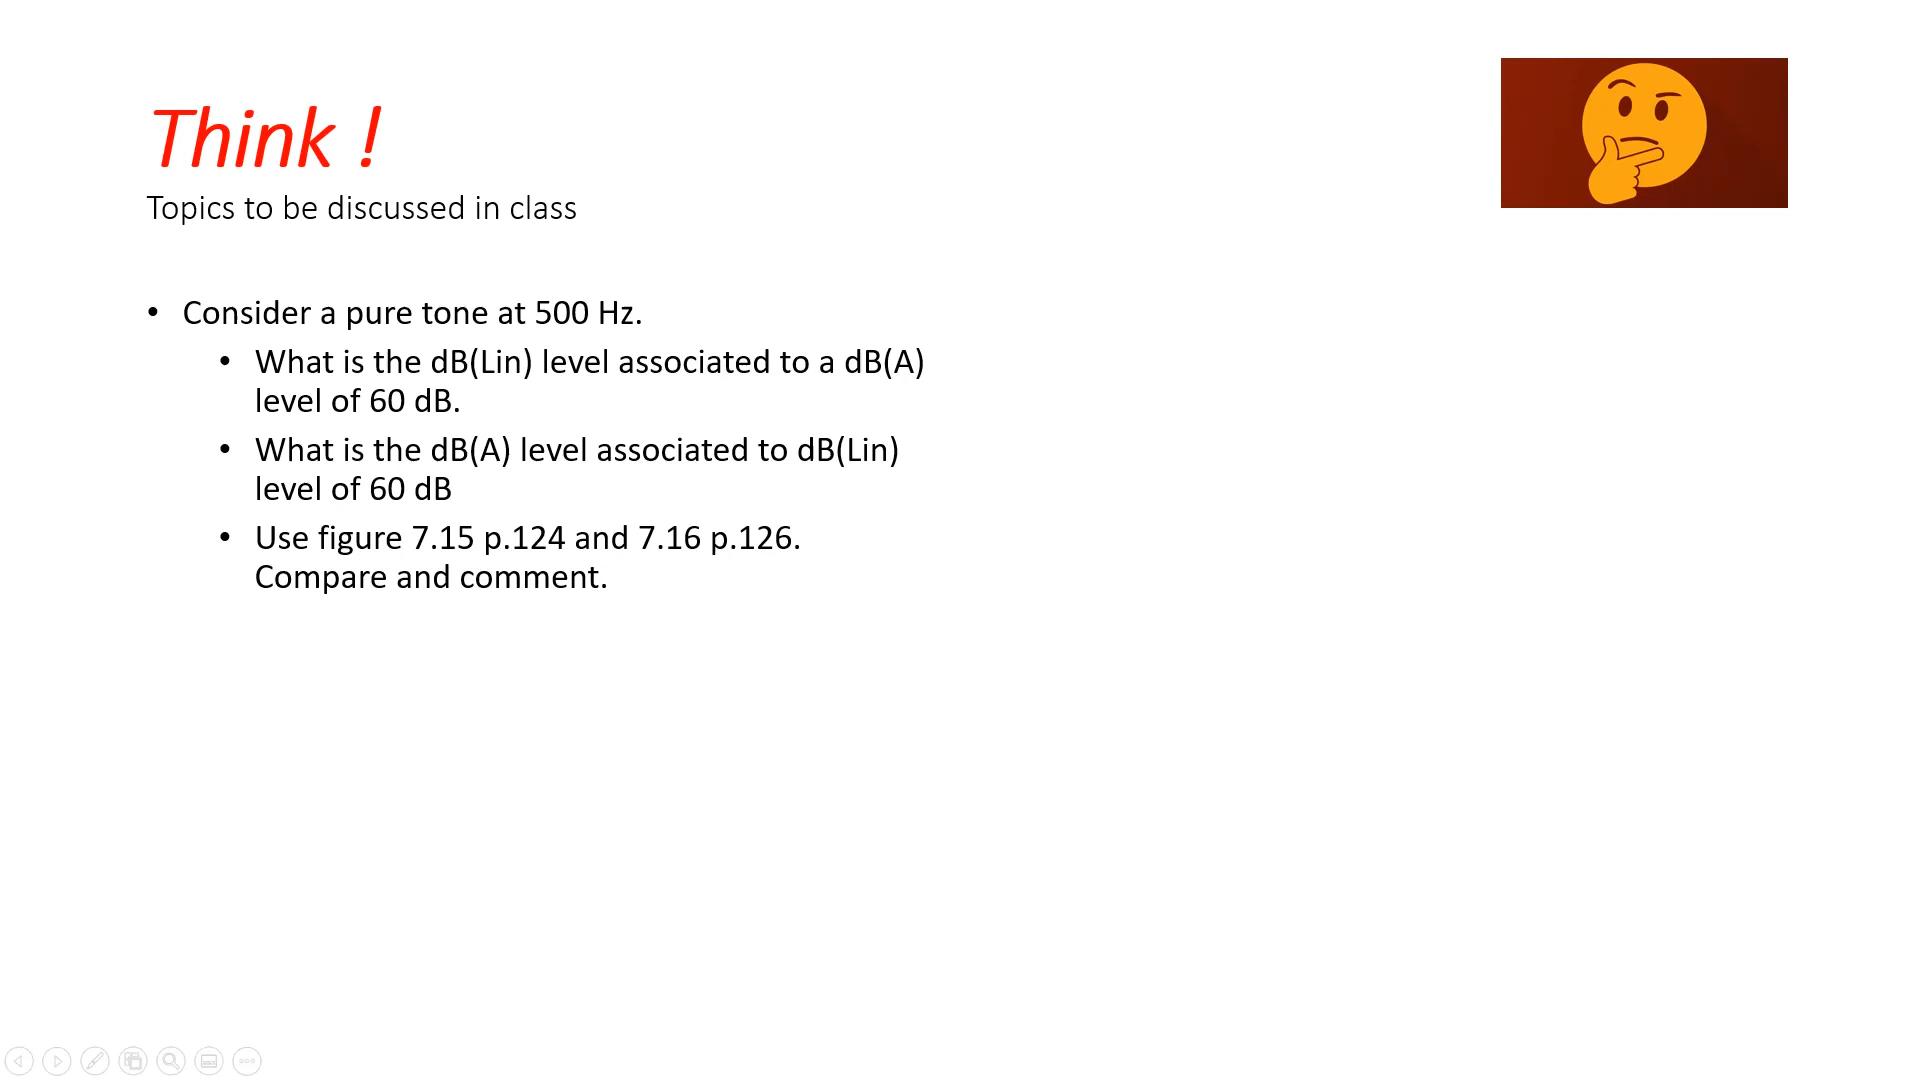 Think !
Topics to be discussed in class
• Consider a pure tone at 500 Hz.
• What is the dB(Lin) level associated to a dB(A)
level of 60 dB.
• What is the dB(A) level associated to dB(Lin)
level of 60 dB
• Use figure 7.15 p.124 and 7.16 p.126.
Compare and comment.